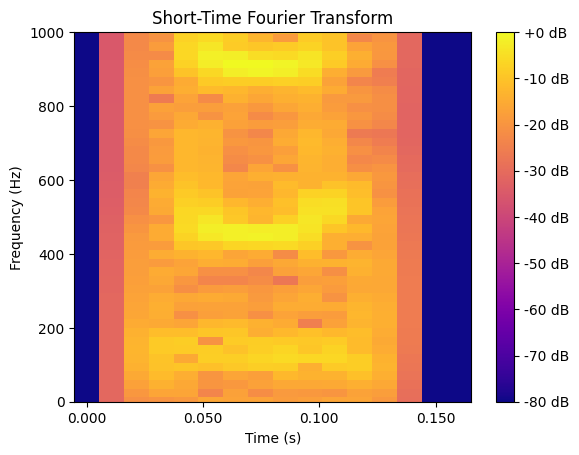 Short-Time Fourier Transform
1000
800
600
400
200
0
Frequency (Hz)
0.000
0.050
0.100
0.150
Time (s)
+0 dB
-10 dB
-20 dB
-30 dB
-40 dB
-50 dB
-60 dB
-70 dB
-80 dB